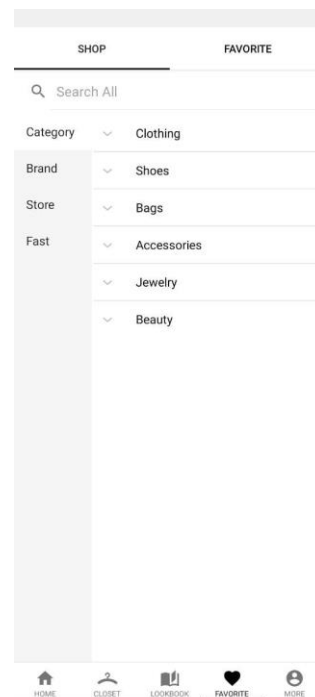 SHOP FAVORITE
Search All
Category Clothing
Brand Shoes
Store Bags
Fast Accessories
Jewelry
Beauty
HOME CLOSET LOOKBOOK FAVORITE MORE